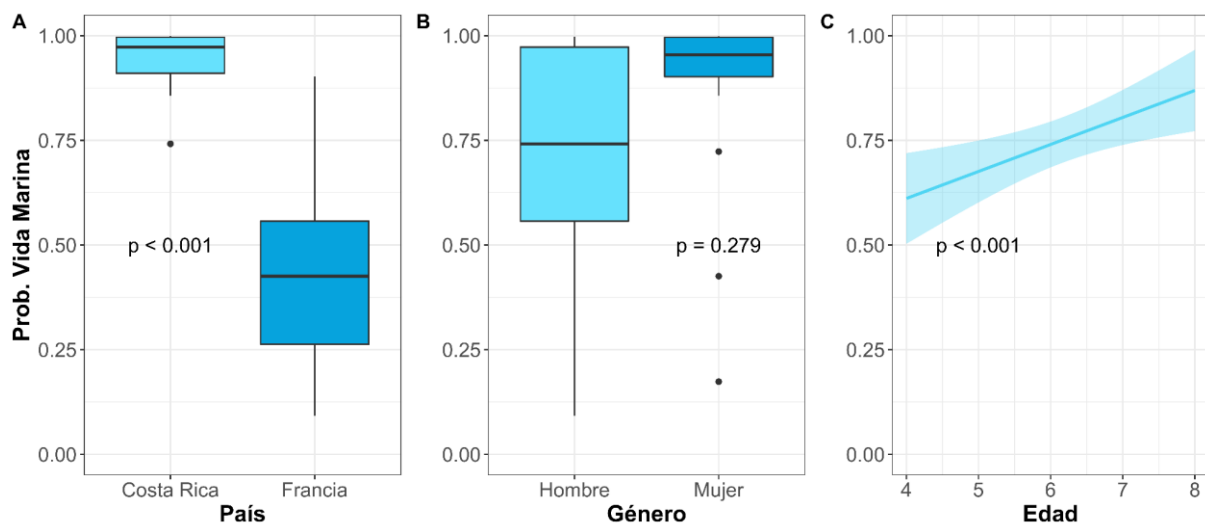 A
Prob. Vida Marina
1.00
0.75
0.50
0.25
0.00
p < 0.001
Costa Rica
Francia
País
B
1.00
0.75
0.50
0.25
0.00
p = 0.279
Hombre
Mujer
Género
C
1.00
0.75
0.50
0.25
0.00
p < 0.001
4
5
6
7
8
Edad